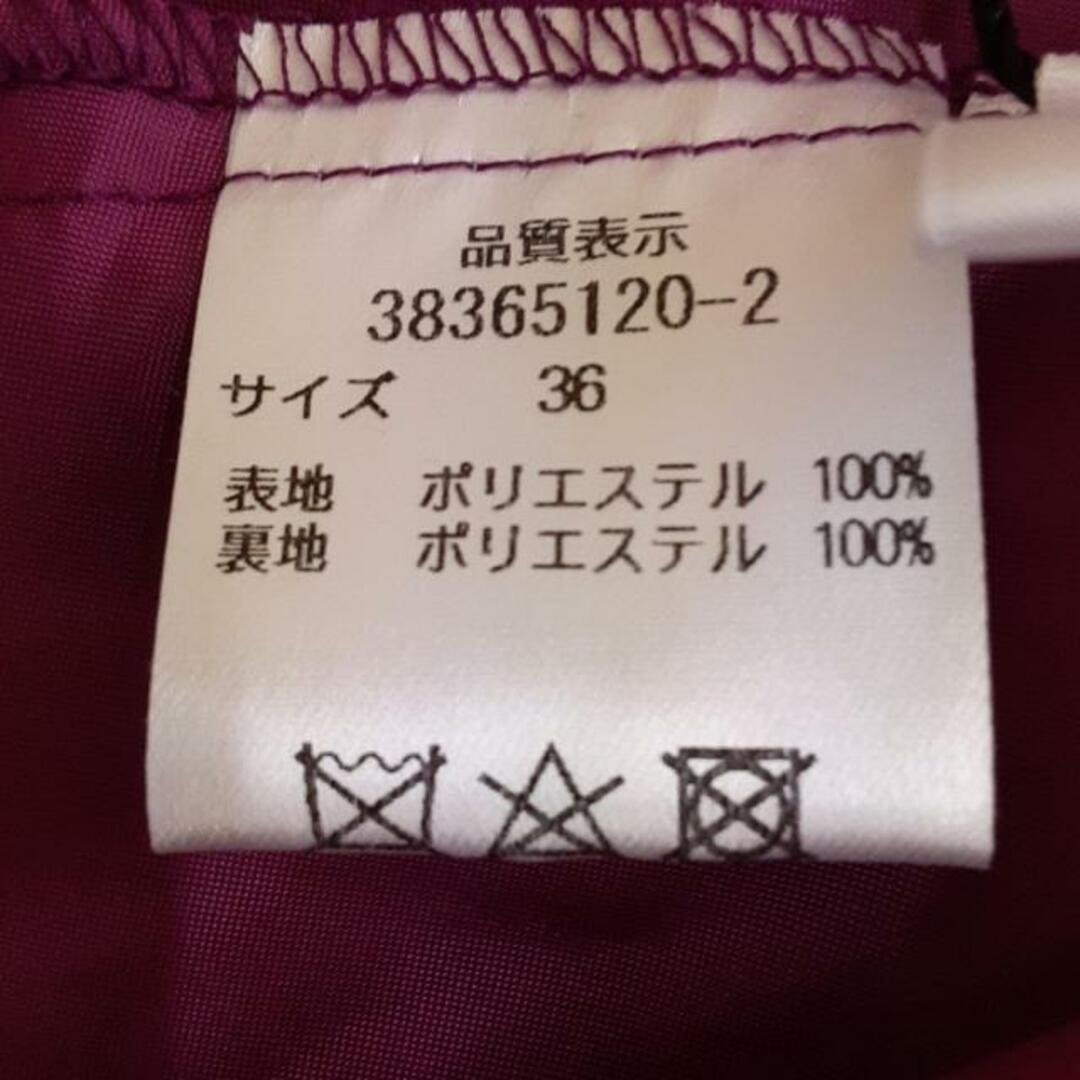 品質表示
38365120-2
サイズ 36
表地 ポリエステル 100%
裏地 ポリエステル 100%